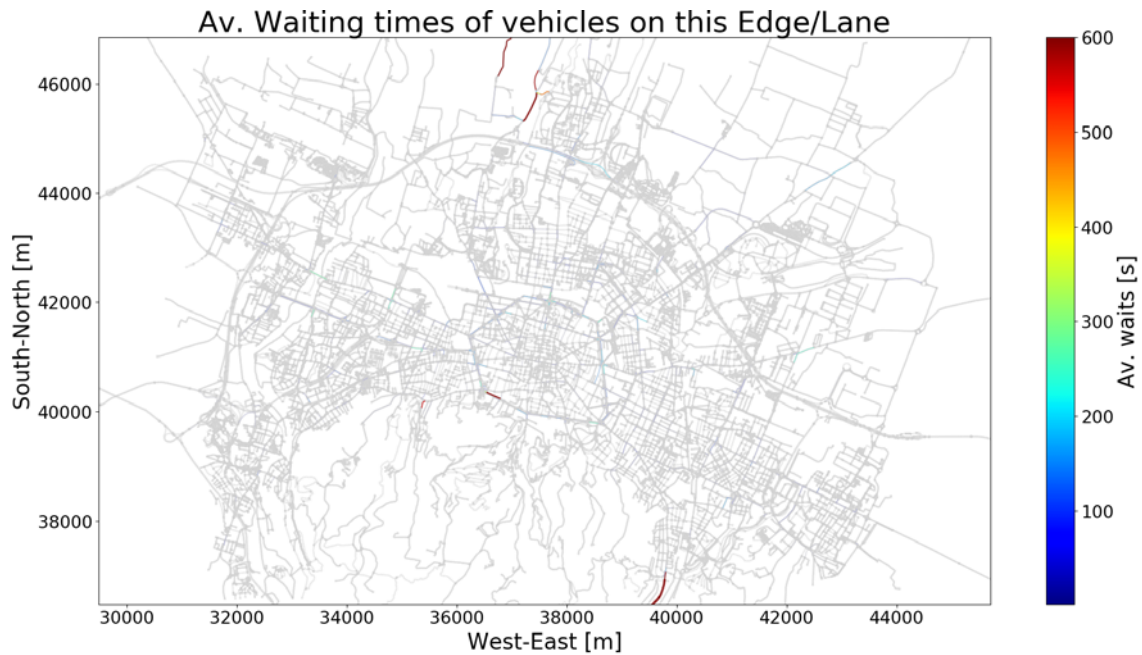 Av. Waiting times of vehicles on this Edge/Lane
South-North [m]
46000
44000
42000
40000
38000
30000 32000 34000 36000 38000 40000 42000 44000
West-East [m]
600
500
400
300
200
100
Av. waits [s]